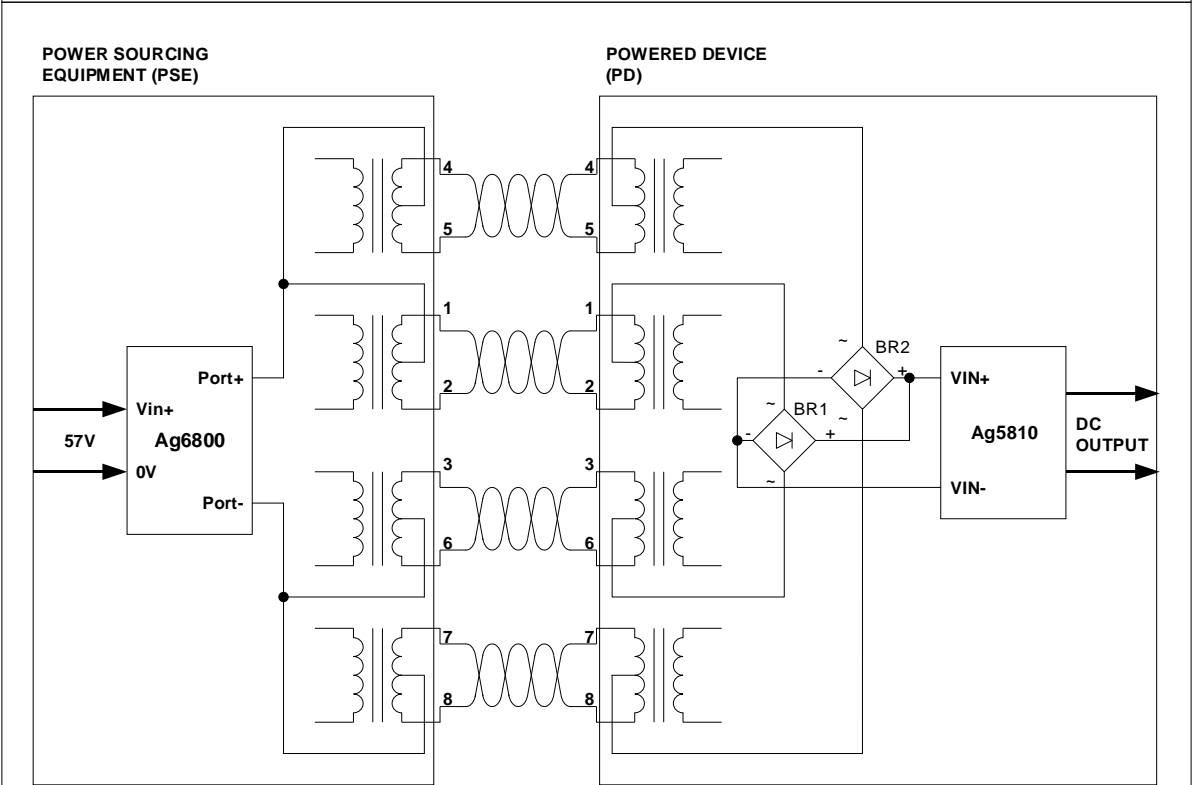 POWER SOURCING
EQUIPMENT (PSE)
POWERED DEVICE
(PD)
4
4
5
5
1
1
2
2
3
3
6
6
7
7
8
8
Port+
Vin+
57V
Ag6800
0V
Port-
~
BR2
-
+
~
BR1
~
-
+
~
VIN+
Ag5810
VIN-
DC
OUTPUT